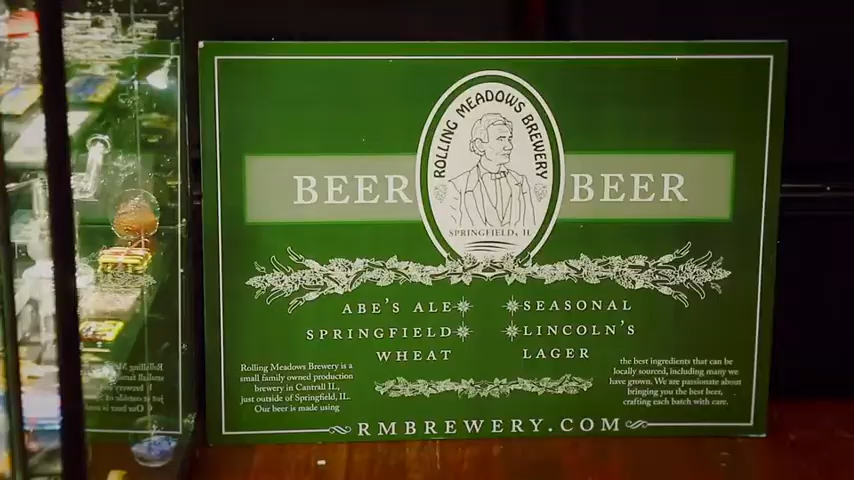 ROLLING MEADOWS BREWERY
BEER BEER
SPRINGFIELD, IL
ABE'S ALE
SPRINGFIELD
WHEAT
SEASONAL
LINCOLN'S
LAGER
Rolling Meadows Brewery is a
small family owned production
brewery in Cantrall IL,
just outside of Springfield, IL.
Our beer is made using
the best ingredients that can be
locally sourced, including many we
have grown. We are passionate about
bringing you the best beer,
crafting each batch with care.
RMBREWERY.COM